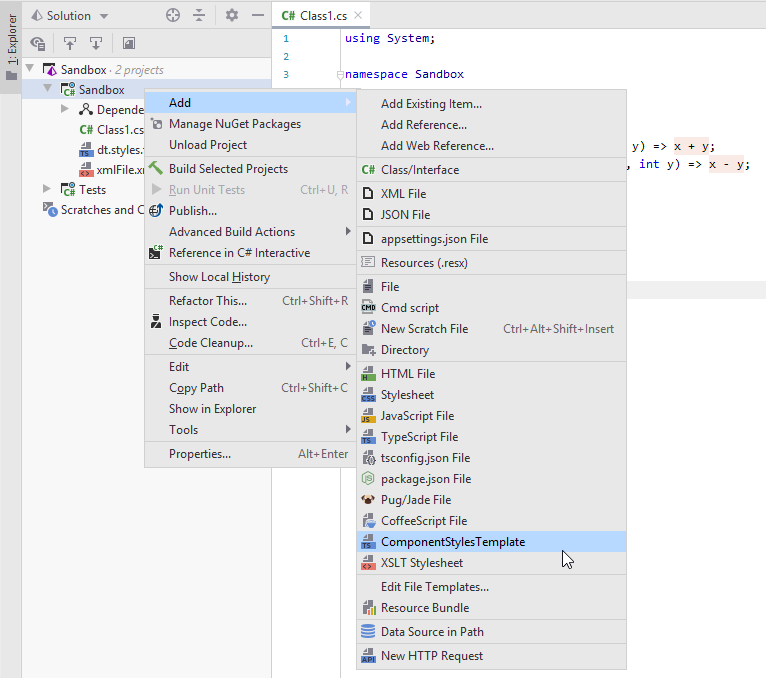 1: Explorer
Solution
Class1.cs
Sandbox · 2 projects
Sandbox
Depende
Class1.cs
dt.styles.
xmlFile.x
Tests
Scratches and C
1
2
3
using System;
namespace Sandbox
y) => x + y;
, int y) => x - y;
Add
Manage NuGet Packages
Unload Project
Build Selected Projects
Run Unit Tests Ctrl+U, R
Publish...
Advanced Build Actions
Reference in C# Interactive
Show Local History
Refactor This... Ctrl+Shift+R
Inspect Code...
Code Cleanup... Ctrl+E, C
Edit
Copy Path Ctrl+Shift+C
Show in Explorer
Tools
Properties... Alt+Enter
Add Existing Item...
Add Reference...
Add Web Reference...
C# Class/Interface
XML File
JSON File
appsettings.json File
Resources (.resx)
File
CMD Cmd script
New Scratch File Ctrl+Alt+Shift+Insert
Directory
H HTML File
CSS Stylesheet
JS JavaScript File
TS TypeScript File
tsconfig.json File
package.json File
Pug/Jade File
CoffeeScript File
TS ComponentStylesTemplate
<> XSLT Stylesheet
Edit File Templates...
Resource Bundle
Data Source in Path
API New HTTP Request